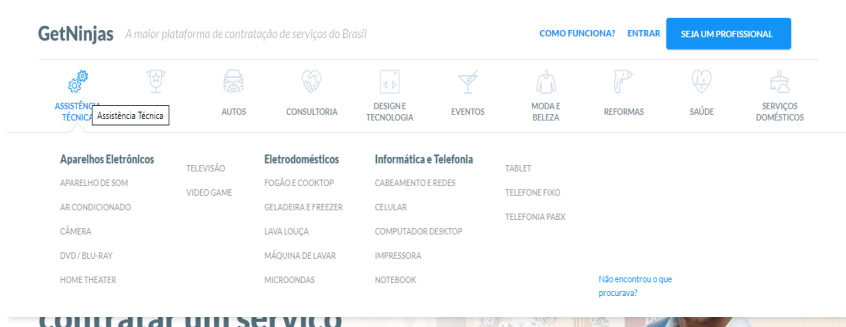 GetNinjas A maior plataforma de contratação de serviços do Brasil
COMO FUNCIONA? ENTRAR SEJA UM PROFISSIONAL
ASSISTÊNCIA
TÉCNICA
Assistência Técnica
AUTOS
CONSULTORIA
DESIGN E
TECNOLOGIA
EVENTOS
MODA E
BELEZA
REFORMAS
SAÚDE
SERVIÇOS
DOMÉSTICOS
Aparelhos Eletrônicos
APARELHO DE SOM
AR CONDICIONADO
CÂMERA
DVD / BLU-RAY
HOME THEATER
TELEVISÃO
VIDEO GAME
Eletrodomésticos
FOGÃO E COOKTOP
GELADEIRA E FREEZER
LAVA LOUÇA
MÁQUINA DE LAVAR
MICROONDAS
Informática e Telefonia
CABEAMENTO E REDES
CELULAR
COMPUTADOR DESKTOP
IMPRESSORA
NOTEBOOK
TABLET
TELEFONE FIXO
TELEFONIA PABX
Não encontrou o que
procurava?
contratar um serviço